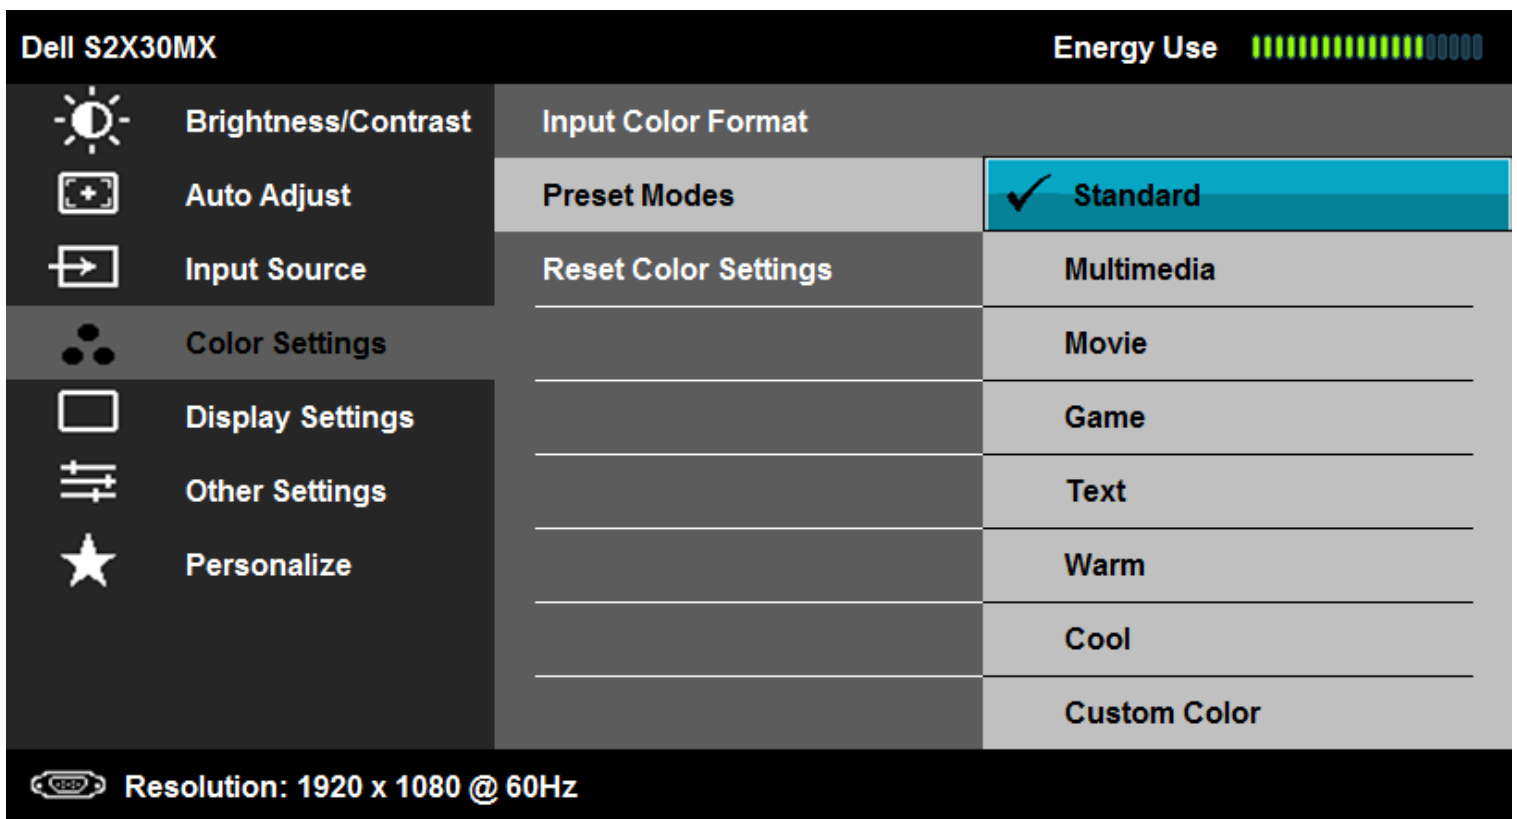 Dell S2X30MX
Energy Use
Brightness/Contrast
Input Color Format
Auto Adjust
Preset Modes
Standard
Input Source
Reset Color Settings
Multimedia
Color Settings
Movie
Display Settings
Game
Other Settings
Text
Personalize
Warm
Cool
Custom Color
Resolution: 1920 x 1080 @ 60Hz